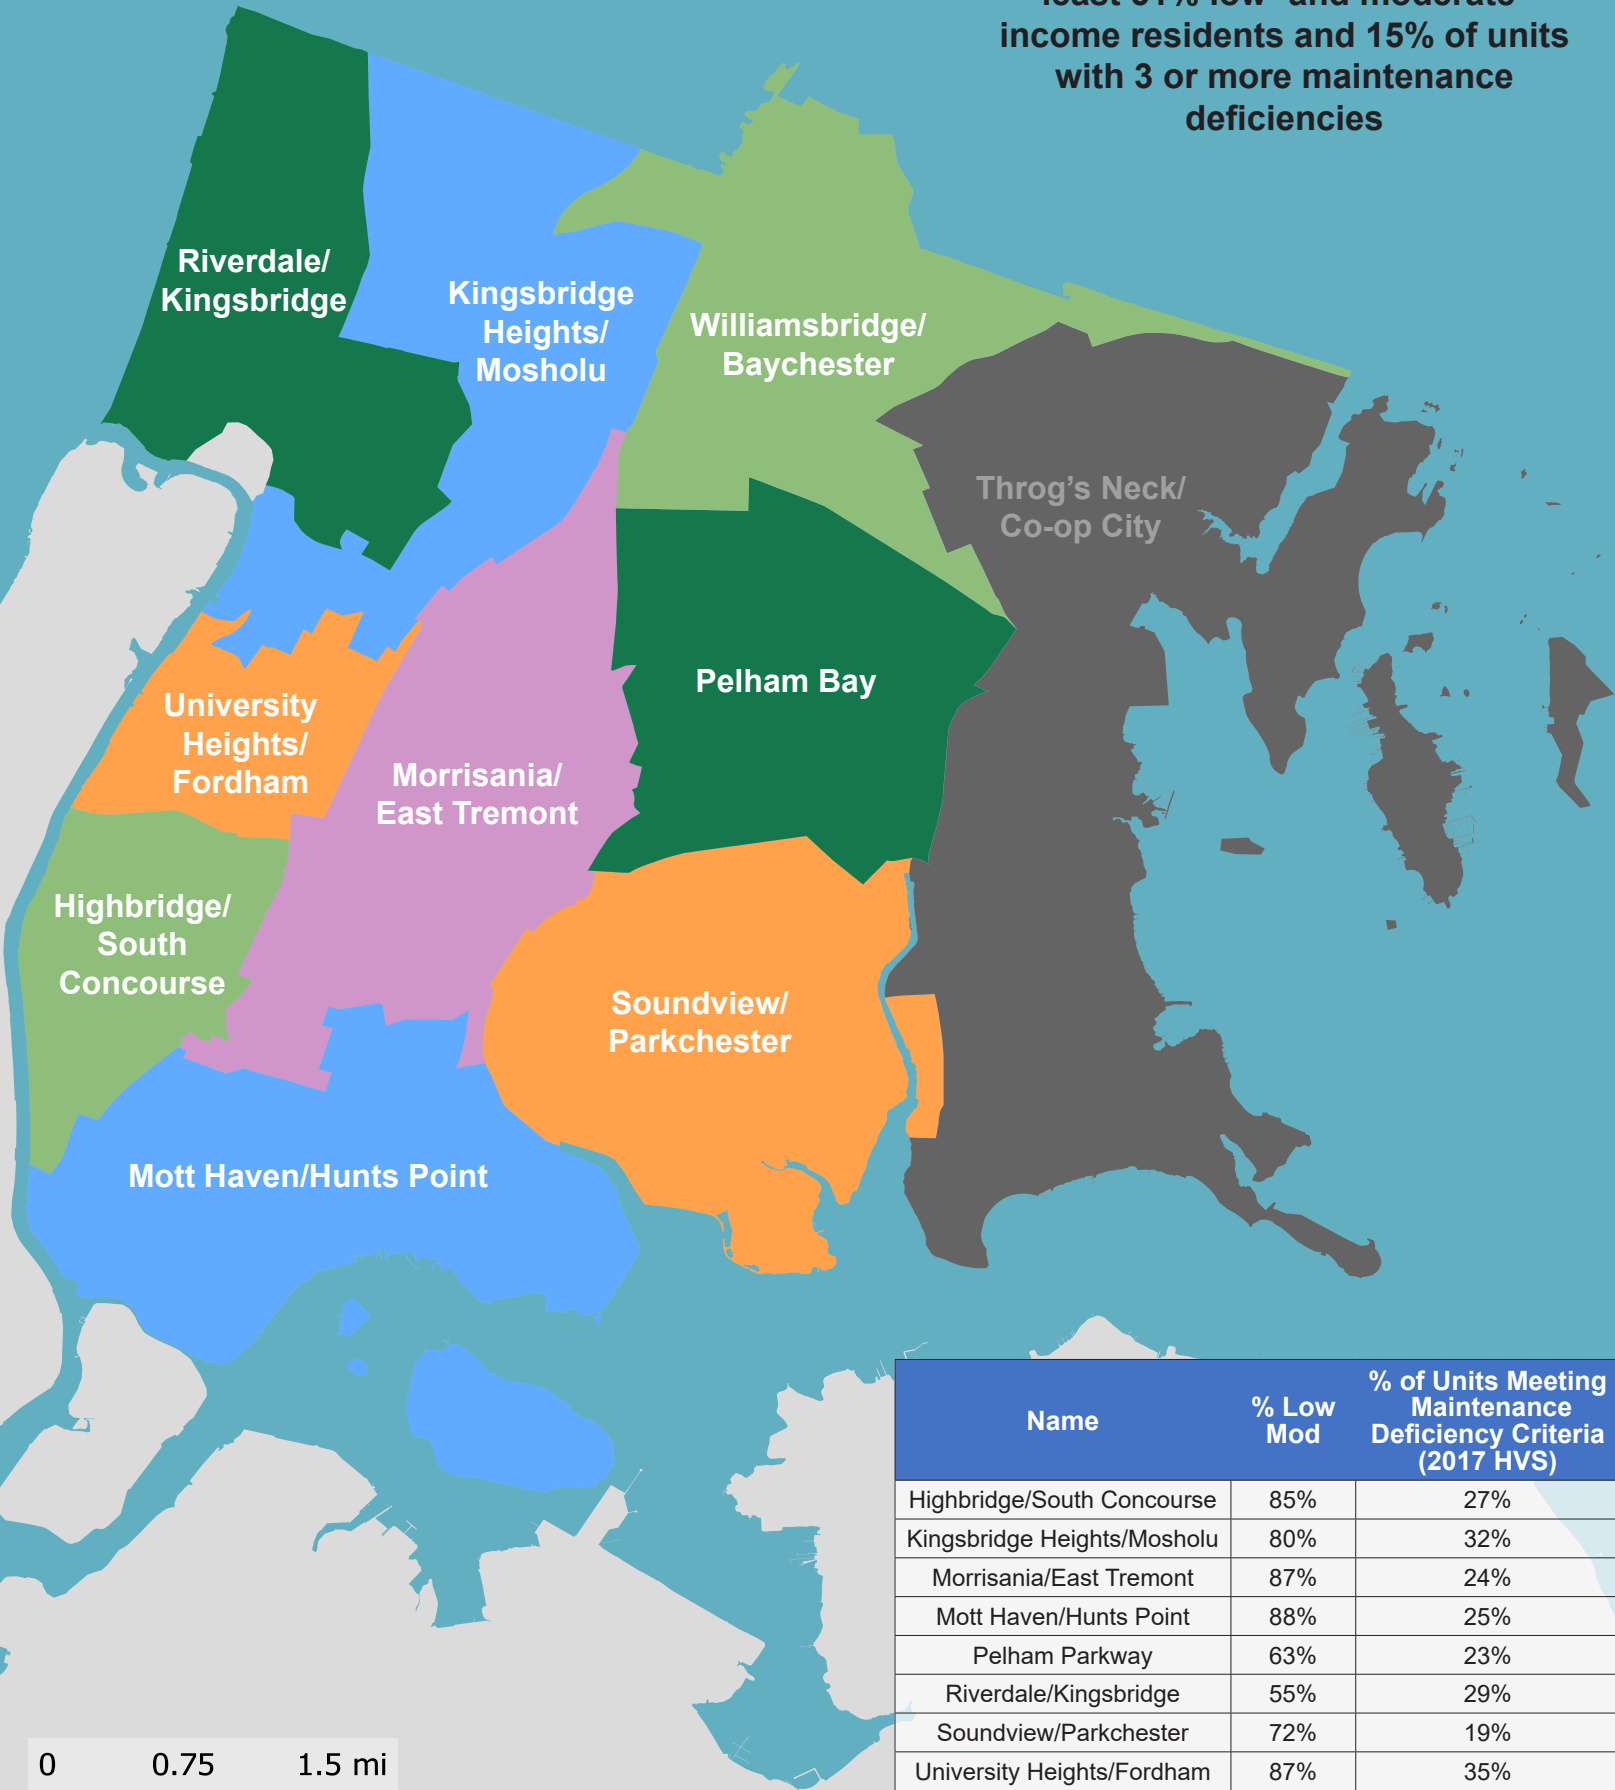 least 51% low- and moderate-
income residents and 15% of units
with 3 or more maintenance
deficiencies
Riverdale/
Kingsbridge
Kingsbridge
Heights/
Mosholu
Williamsbridge/
Baychester
Throg’s Neck/
Co-op City
Pelham Bay
University
Heights/
Fordham
Morrisania/
East Tremont
Highbridge/
South
Concourse
Soundview/
Parkchester
Mott Haven/Hunts Point
Name % Low Mod % of Units Meeting Maintenance Deficiency Criteria (2017 HVS)
Highbridge/South Concourse 85% 27%
Kingsbridge Heights/Mosholu 80% 32%
Morrisania/East Tremont 87% 24%
Mott Haven/Hunts Point 88% 25%
Pelham Parkway 63% 23%
Riverdale/Kingsbridge 55% 29%
Soundview/Parkchester 72% 19%
University Heights/Fordham 87% 35%
0 0.75 1.5 mi